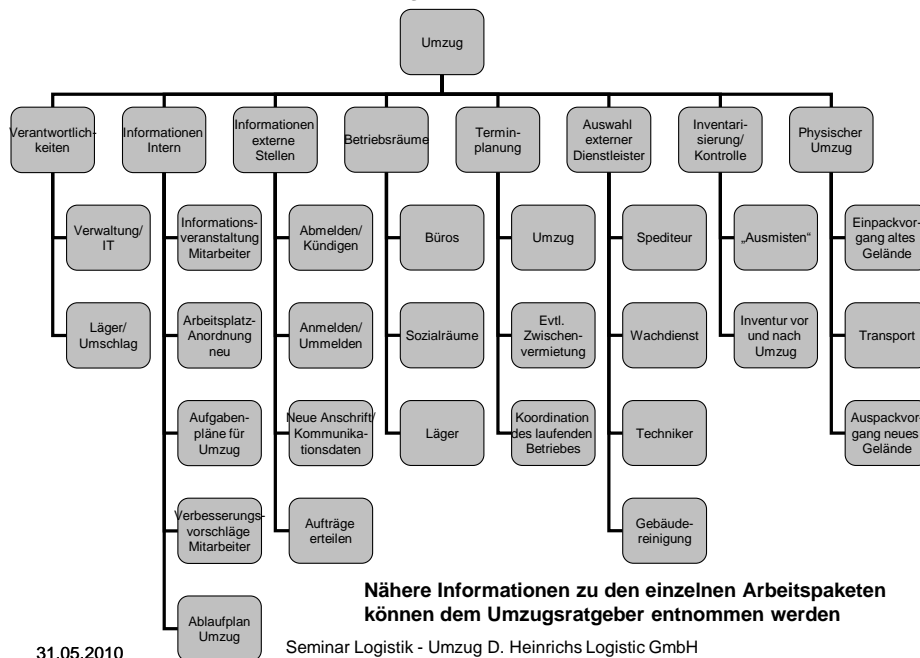 Umzug
Verantwortlich-
keiten
Informationen
Intern
Informationen
externe
Stellen
Betriebsräume
Termin-
planung
Auswahl
externer
Dienstleister
Inventari-
sierung/
Kontrolle
Physischer
Umzug
Verwaltung/
IT
Läger/
Umschlag
Informations-
veranstaltung
Mitarbeiter
Arbeitsplatz-
Anordnung
neu
Aufgaben-
pläne für
Umzug
Verbesserungs-
vorschläge
Mitarbeiter
Ablaufplan
Umzug
Abmelden/
Kündigen
Anmelden/
Ummelden
Neue Anschrift/
Kommunika-
tionsdaten
Aufträge
erteilen
Büros
Sozialräume
Läger
Umzug
Evtl.
Zwischen-
vermietung
Koordination
des laufenden
Betriebes
Spediteur
Wachdienst
Techniker
Gebäude-
reinigung
„Ausmisten“
Inventur vor
und nach
Umzug
Einpackvor-
gang altes
Gelände
Transport
Auspackvor-
gang neues
Gelände
Nähere Informationen zu den einzelnen Arbeitspaketen
können dem Umzugsratgeber entnommen werden
31.05.2010
Seminar Logistik - Umzug D. Heinrichs Logistic GmbH